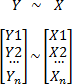 Y ~ X
[Y1 Y2 ... Yn] ~ [X1 X2 ... Xn]